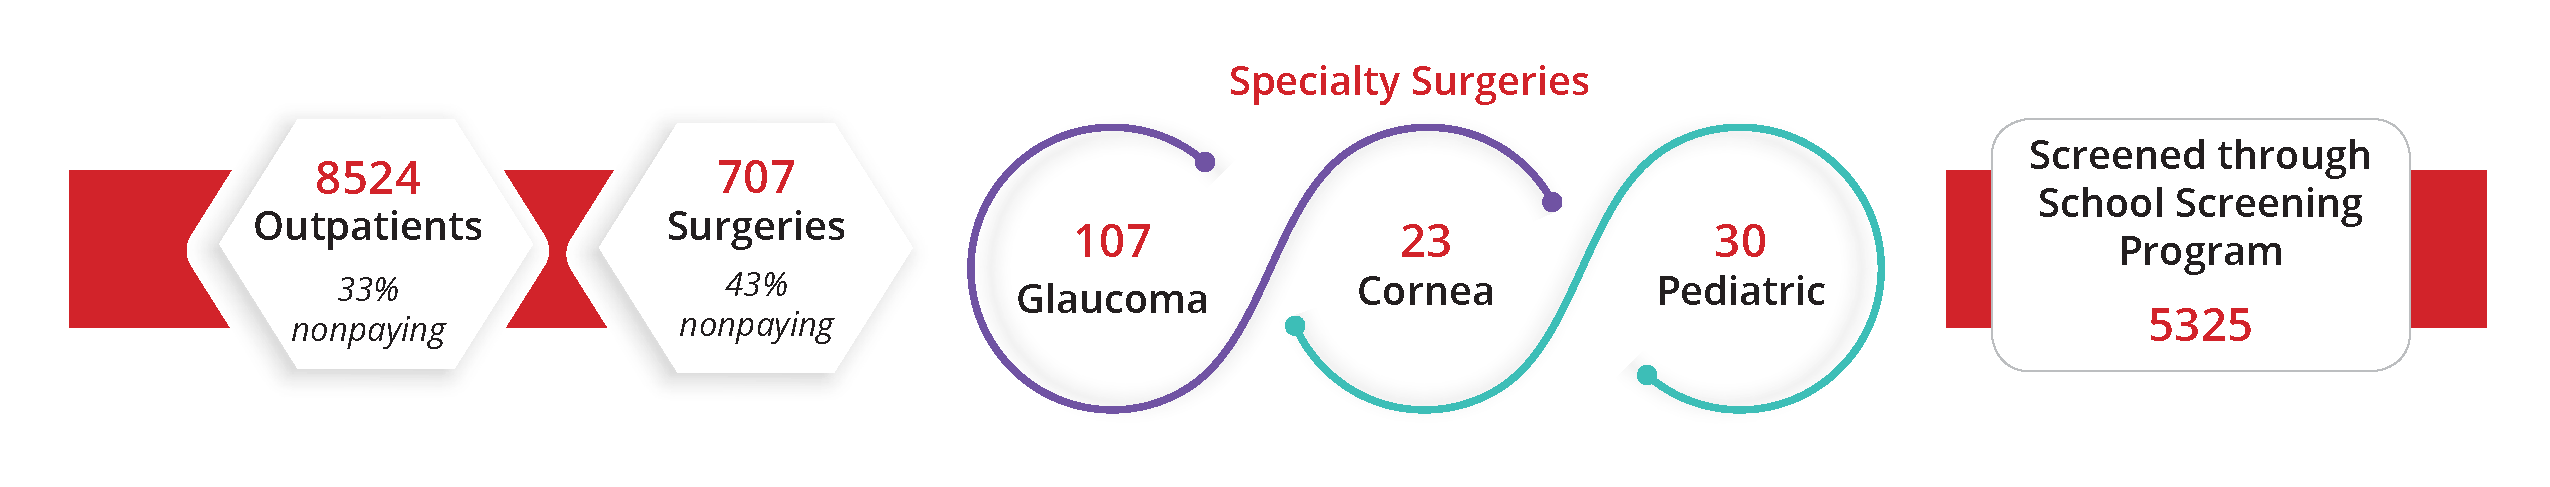 8524
Outpatients
33%
nonpaying
707
Surgeries
43%
nonpaying
Specialty Surgeries
107
Glaucoma
23
Cornea
30
Pediatric
Screened through
School Screening
Program
5325